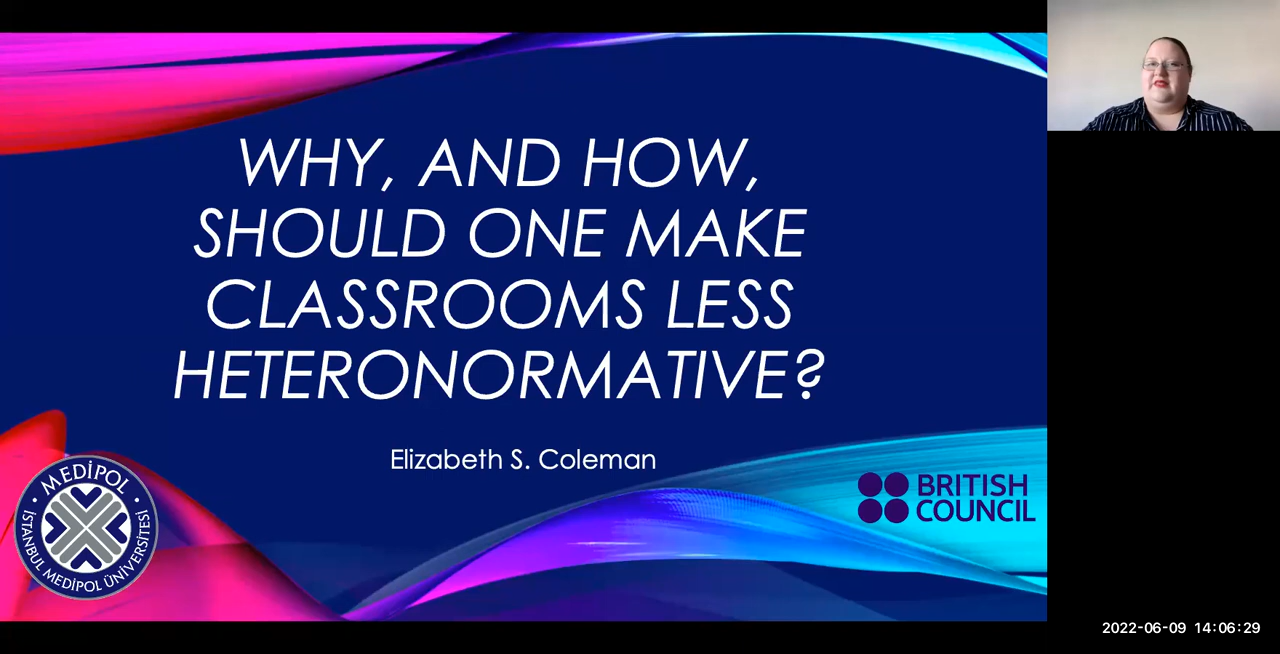 WHY, AND HOW,
SHOULD ONE MAKE
CLASSROOMS LESS
HETERONORMATIVE?
Elizabeth S. Coleman
MEDİPOL
İSTANBUL MEDİPOL ÜNİVERSİTESİ
BRITISH
COUNCIL
2022-06-09 14:06:29